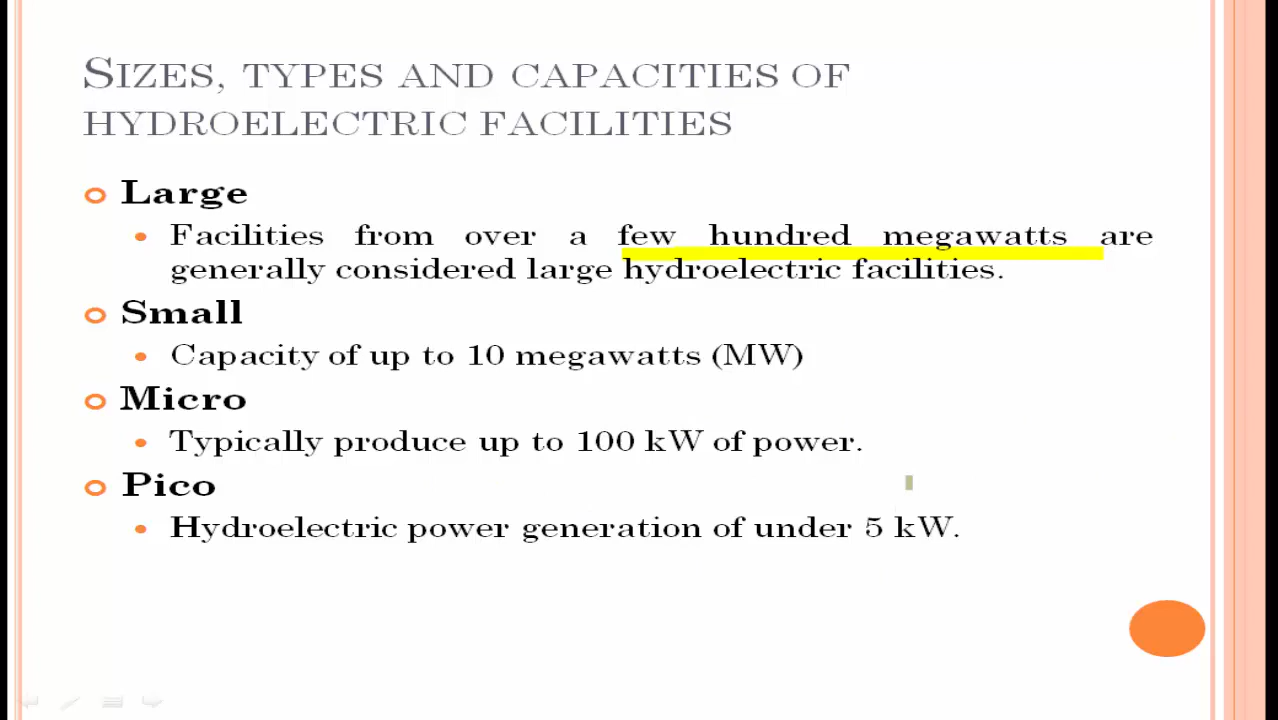 SIZES, TYPES AND CAPACITIES OF
HYDROELECTRIC FACILITIES
Large
Facilities from over a few hundred megawatts are
generally considered large hydroelectric facilities.
Small
Capacity of up to 10 megawatts (MW)
Micro
Typically produce up to 100 kW of power.
Pico
Hydroelectric power generation of under 5 kW.